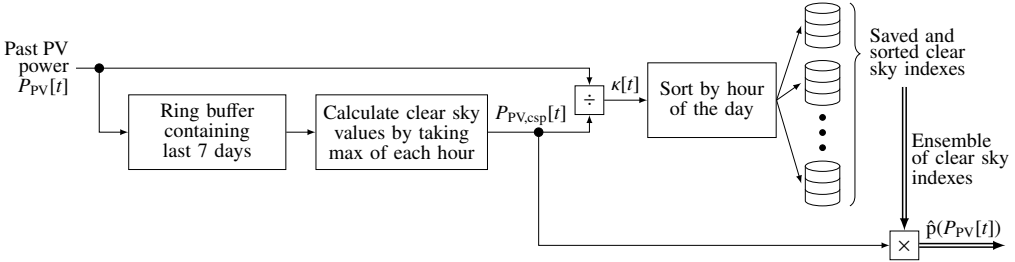 Past PV
power
P_PV[t]
Ring buffer
containing
last 7 days
Calculate clear sky
values by taking
max of each hour
P_PV,csp[t]
÷
κ[t]
Sort by hour
of the day
Saved and
sorted clear
sky indexes
Ensemble
of clear sky
indexes
×
p̂(P_PV[t])